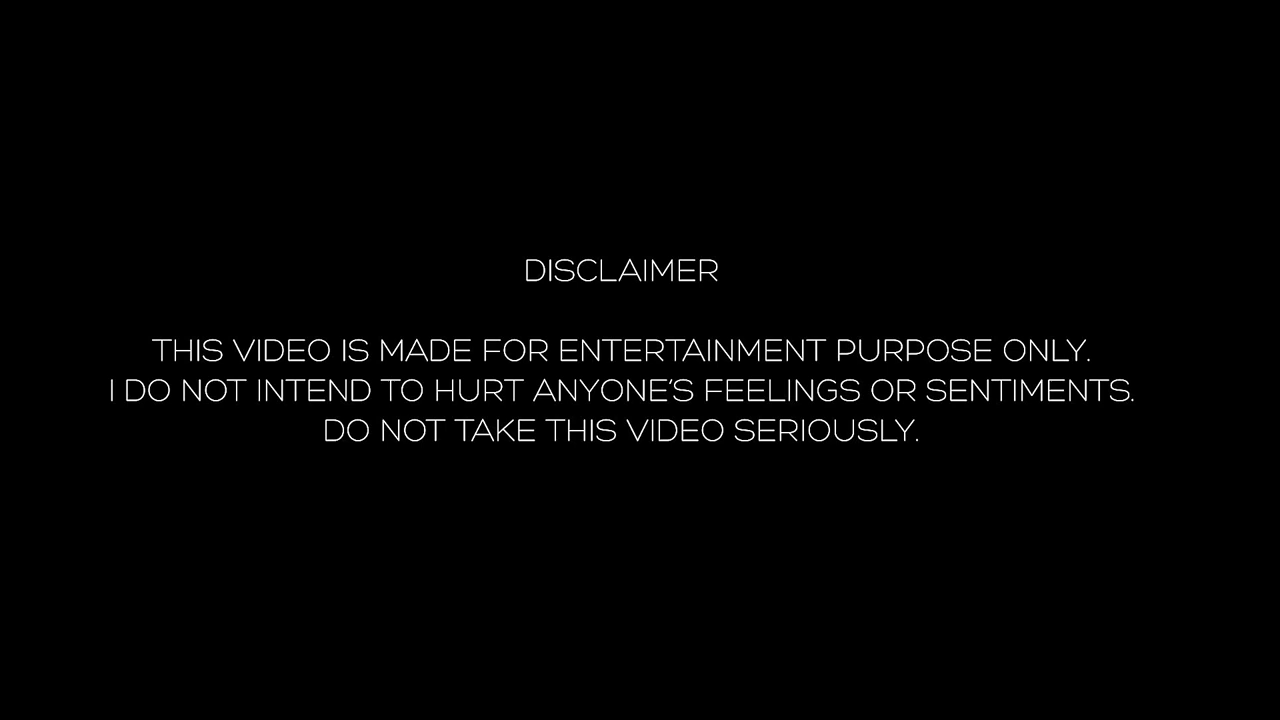 DISCLAIMER
THIS VIDEO IS MADE FOR ENTERTAINMENT PURPOSE ONLY.
I DO NOT INTEND TO HURT ANYONE'S FEELINGS OR SENTIMENTS.
DO NOT TAKE THIS VIDEO SERIOUSLY.